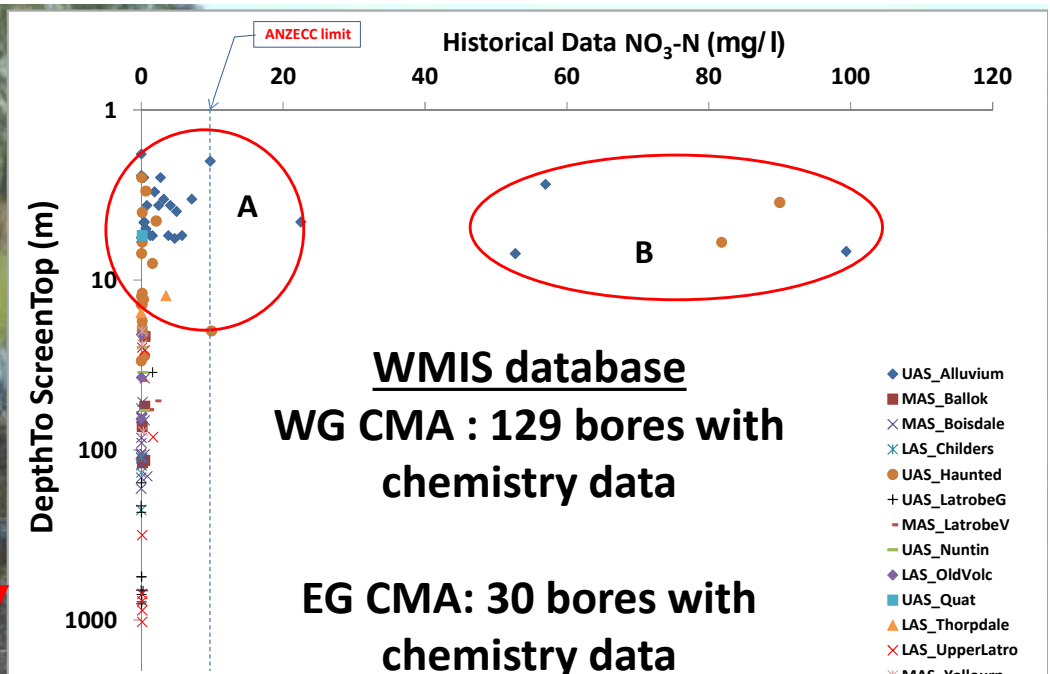 ANZECC limit
Historical Data NO₃-N (mg/l)
0 20 40 60 80 100 120
1
10
100
1000
DepthTo ScreenTop (m)
A
B
WMIS database
WG CMA : 129 bores with
chemistry data
EG CMA: 30 bores with
chemistry data
UAS_Alluvium
MAS_Ballok
MAS_Boisdale
LAS_Childers
UAS_Haunted
UAS_LatrobeG
MAS_LatrobeV
UAS_Nuntin
LAS_OldVolc
UAS_Quat
LAS_Thorpdale
LAS_UpperLatro
MAS_Yallourn